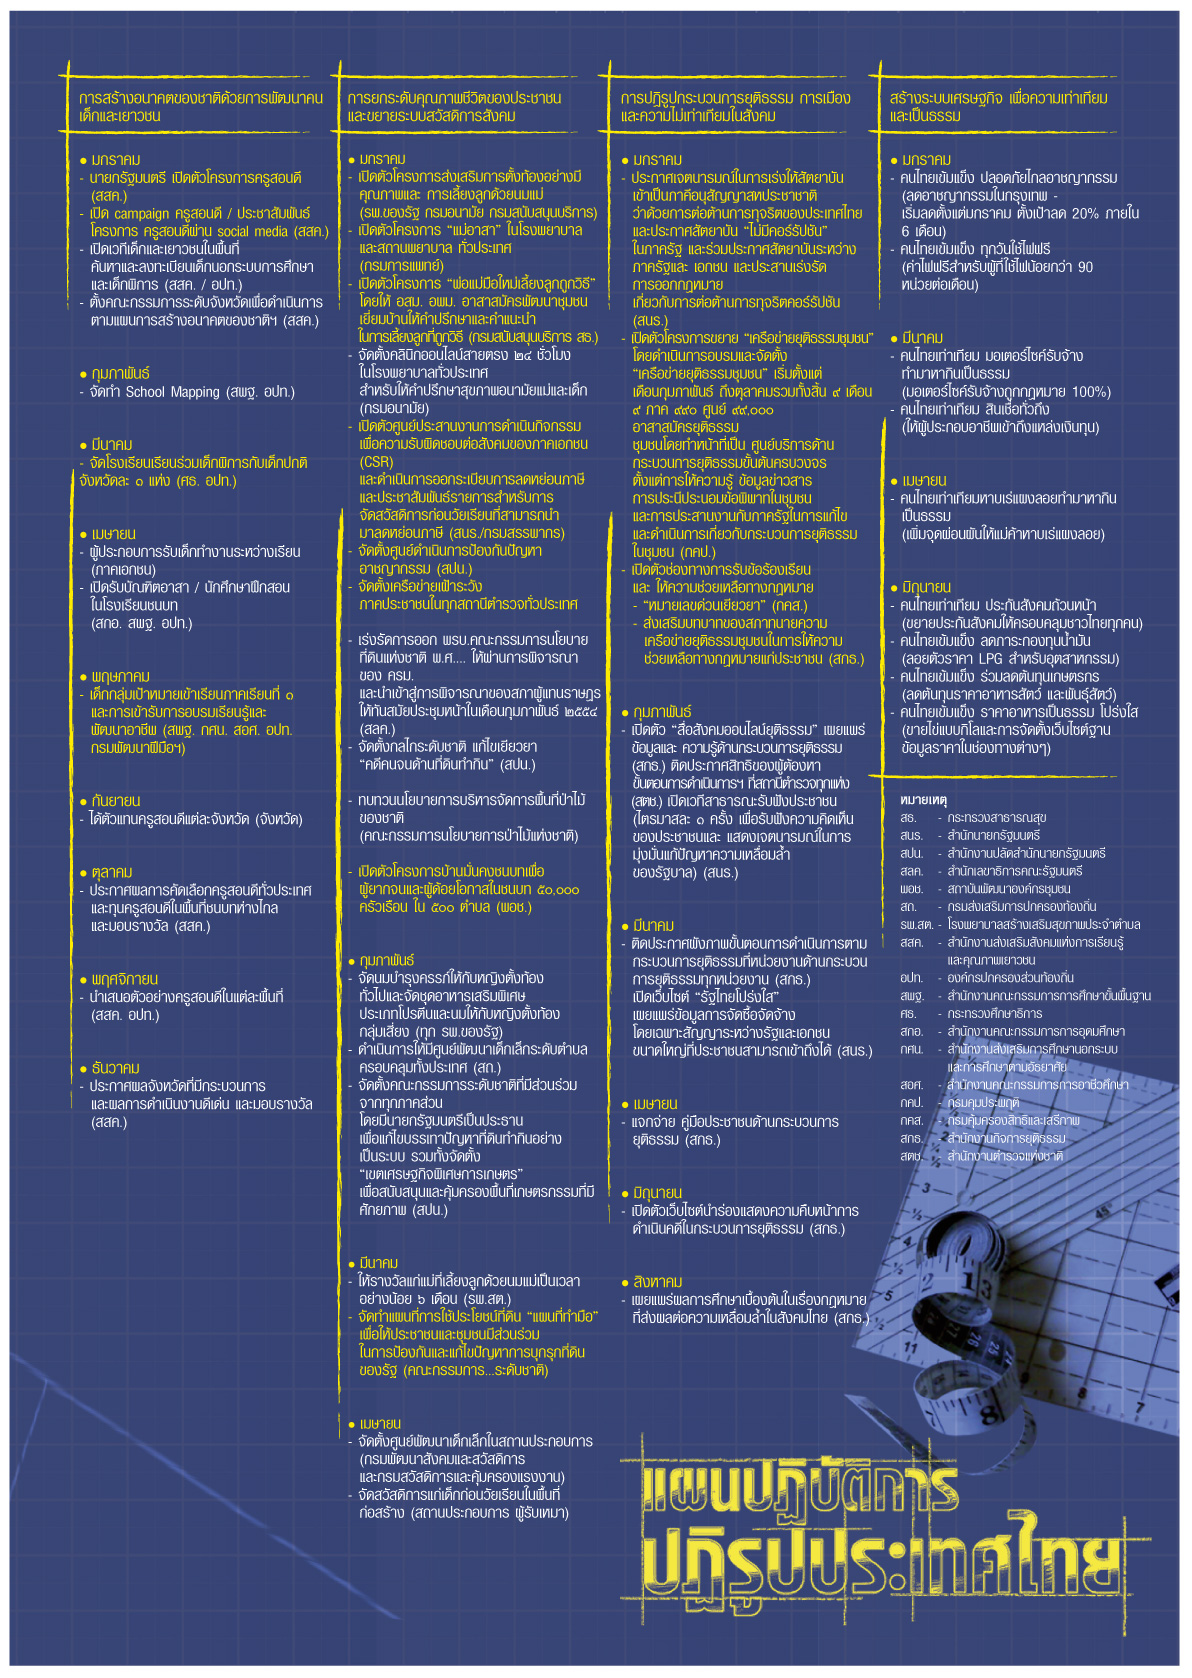 การสร้างอนาคตของชาติด้วยการพัฒนาคน
เด็กและเยาวชน
● มกราคม
- นายกรัฐมนตรี เปิดตัวโครงการครูสอนดี
(สสค.)
- เปิด campaign ครูสอนดี / ประชาสัมพันธ์
โครงการ ครูสอนดีผ่าน social media (สสค.)
- เปิดเวทีเด็กและเยาวชนในพื้นที่
ค้นหาและลงทะเบียนเด็กนอกระบบการศึกษา
และเด็กพิการ (สสค. / อปท.)
- ตั้งคณะกรรมการระดับจังหวัดเพื่อดำเนินการ
ตามแผนการสร้างอนาคตของชาติฯ (สสค.)
● กุมภาพันธ์
- จัดทำ School Mapping (สพฐ. อปท.)
● มีนาคม
- จัดโรงเรียนเรียนร่วมเด็กพิการกับเด็กปกติ
จังหวัดละ ๑ แห่ง (ศธ. อปท.)
● เมษายน
- ผู้ประกอบการรับเด็กทำงานระหว่างเรียน
(ภาคเอกชน)
- เปิดรับบัณฑิตอาสา / นักศึกษาฝึกสอน
ในโรงเรียนชนบท
(สกอ. สพฐ. อปท.)
● พฤษภาคม
- เด็กกลุ่มเป้าหมายเข้าเรียนภาคเรียนที่ ๑
และการเข้ารับการอบรมเรียนรู้และ
พัฒนาอาชีพ (สพฐ. กศน. สอศ. อปท.
กรมพัฒนาฝีมือฯ)
● กันยายน
- ได้ตัวแทนครูสอนดีแต่ละจังหวัด (จังหวัด)
● ตุลาคม
- ประกาศผลการคัดเลือกครูสอนดีทั่วประเทศ
และทุนครูสอนดีในพื้นที่ชนบทห่างไกล
และมอบรางวัล (สสค.)
● พฤศจิกายน
- นำเสนอตัวอย่างครูสอนดีในแต่ละพื้นที่
(สสค. อปท.)
● ธันวาคม
- ประกาศผลจังหวัดที่มีกระบวนการ
และผลการดำเนินงานดีเด่น และมอบรางวัล
(สสค.)
การยกระดับคุณภาพชีวิตของประชาชน
และขยายระบบสวัสดิการสังคม
● มกราคม
- เปิดตัวโครงการส่งเสริมการตั้งท้องอย่างมี
คุณภาพและ การเลี้ยงลูกด้วยนมแม่
(รพ.ของรัฐ กรมอนามัย กรมสนับสนุนบริการ)
- เปิดตัวโครงการ “แม่อาสา” ในโรงพยาบาล
และสถานพยาบาล ทั่วประเทศ
(กรมการแพทย์)
- เปิดตัวโครงการ “พ่อแม่มือใหม่เลี้ยงลูกถูกวิธี”
โดยให้ อสม. อพม. อาสาสมัครพัฒนาชุมชน
เยี่ยมบ้านให้คำปรึกษาและคำแนะนำ
ในการเลี้ยงลูกที่ถูกวิธี (กรมสนับสนุนบริการ สธ.)
- จัดตั้งคลินิกออนไลน์สายตรง ๒๔ ชั่วโมง
ในโรงพยาบาลทั่วประเทศ
สำหรับให้คำปรึกษาสุขภาพอนามัยแม่และเด็ก
(กรมอนามัย)
- เปิดตัวศูนย์ประสานงานการดำเนินกิจกรรม
เพื่อความรับผิดชอบต่อสังคมของภาคเอกชน
(CSR)
และดำเนินการออกระเบียบการลดหย่อนภาษี
และประชาสัมพันธ์รายการสำหรับการ
จัดสวัสดิการก่อนวัยเรียนที่สามารถนำ
มาลดหย่อนภาษี (สนร./กรมสรรพากร)
- จัดตั้งศูนย์ดำเนินการป้องกันปัญหา
อาชญากรรม (สปน.)
- จัดตั้งเครือข่ายเฝ้าระวัง
ภาคประชาชนในทุกสถานีตำรวจทั่วประเทศ
- เร่งรัดการออก พรบ.คณะกรรมการนโยบาย
ที่ดินแห่งชาติ พ.ศ.... ให้ผ่านการพิจารณา
ของ ครม.
และนำเข้าสู่การพิจารณาของสภาผู้แทนราษฎร
ให้ทันสมัยประชุมหน้าในเดือนกุมภาพันธ์ ๒๕๕๔
(สลค.)
- จัดตั้งกลไกระดับชาติ แก้ไขเยียวยา
“คดีคนจนด้านที่ดินทำกิน” (สปน.)
- ทบทวนนโยบายการบริหารจัดการพื้นที่ป่าไม้
ของชาติ
(คณะกรรมการนโยบายการป่าไม้แห่งชาติ)
- เปิดตัวโครงการบ้านมั่นคงชนบทเพื่อ
ผู้ยากจนและผู้ด้อยโอกาสในชนบท ๕๐,๐๐๐
ครัวเรือน ใน ๕๐๐ ตำบล (พอช.)
● กุมภาพันธ์
- จัดนมบำรุงครรภ์ให้กับหญิงตั้งท้อง
ทั่วไปและจัดชุดอาหารเสริมพิเศษ
ประเภทโปรตีนและนมให้กับหญิงตั้งท้อง
กลุ่มเสี่ยง (ทุก รพ.ของรัฐ)
- ดำเนินการให้มีศูนย์พัฒนาเด็กเล็กระดับตำบล
ครอบคลุมทั้งประเทศ (สถ.)
- จัดตั้งคณะกรรมการระดับชาติที่มีส่วนร่วม
จากทุกภาคส่วน
โดยมีนายกรัฐมนตรีเป็นประธาน
เพื่อแก้ไขบรรเทาปัญหาที่ดินทำกินอย่าง
เป็นระบบ รวมทั้งจัดตั้ง
“เขตเศรษฐกิจพิเศษการเกษตร”
เพื่อสนับสนุนและคุ้มครองพื้นที่เกษตรกรรมที่มี
ศักยภาพ (สปน.)
● มีนาคม
- ให้รางวัลแก่แม่ที่เลี้ยงลูกด้วยนมแม่เป็นเวลา
อย่างน้อย ๖ เดือน (รพ.สต.)
- จัดทำแผนที่การใช้ประโยชน์ที่ดิน “แผนที่ทำมือ”
เพื่อให้ประชาชนและชุมชนมีส่วนร่วม
ในการป้องกันและแก้ไขปัญหาการบุกรุกที่ดิน
ของรัฐ (คณะกรรมการ...ระดับชาติ)
● เมษายน
- จัดตั้งศูนย์พัฒนาเด็กเล็กในสถานประกอบการ
(กรมพัฒนาสังคมและสวัสดิการ
และกรมสวัสดิการและคุ้มครองแรงงาน)
- จัดสวัสดิการแก่เด็กก่อนวัยเรียนในพื้นที่
ก่อสร้าง (สถานประกอบการ ผู้รับเหมา)
การปฏิรูปกระบวนการยุติธรรม การเมือง
และความไม่เท่าเทียมในสังคม
● มกราคม
- ประกาศเจตนารมณ์ในการเร่งให้สัตยาบัน
เข้าเป็นภาคีอนุสัญญาสหประชาชาติ
ว่าด้วยการต่อต้านการทุจริตของประเทศไทย
และประกาศสัตยาบัน “ไม่มีคอร์รัปชัน”
ในภาครัฐ และร่วมประกาศสัตยาบันระหว่าง
ภาครัฐและ เอกชน และประสานเร่งรัด
การออกกฎหมาย
เกี่ยวกับการต่อต้านการทุจริตคอร์รัปชัน
(สนร.)
- เปิดตัวโครงการขยาย “เครือข่ายยุติธรรมชุมชน”
โดยดำเนินการอบรมและจัดตั้ง
“เครือข่ายยุติธรรมชุมชน” เริ่มตั้งแต่
เดือนกุมภาพันธ์ ถึงตุลาคมรวมทั้งสิ้น ๙ เดือน
๙ ภาค ๙๙๐ ศูนย์ ๙๙,๐๐๐
อาสาสมัครยุติธรรม
ชุมชนโดยทำหน้าที่เป็น ศูนย์บริการด้าน
กระบวนการยุติธรรมขั้นต้นครบวงจร
ตั้งแต่การให้ความรู้ ข้อมูลข่าวสาร
การประนีประนอมข้อพิพาทในชุมชน
และการประสานงานกับภาครัฐในการแก้ไข
และดำเนินการเกี่ยวกับกระบวนการยุติธรรม
ในชุมชน (กคป.)
- เปิดตัวช่องทางการรับข้อร้องเรียน
และ ให้ความช่วยเหลือทางกฎหมาย
- “หมายเลขด่วนเยียวยา” (กคส.)
- ส่งเสริมบทบาทของสภาทนายความ
เครือข่ายยุติธรรมชุมชนในการให้ความ
ช่วยเหลือทางกฎหมายแก่ประชาชน (สกธ.)
● กุมภาพันธ์
- เปิดตัว “สื่อสังคมออนไลน์ยุติธรรม” เผยแพร่
ข้อมูลและ ความรู้ด้านกระบวนการยุติธรรม
(สกธ.) ติดประกาศสิทธิของผู้ต้องหา
ขั้นตอนการดำเนินการฯ ที่สถานีตำรวจทุกแห่ง
(สตช.) เปิดเวทีสาธารณะรับฟังประชาชน
(ไตรมาสละ ๑ ครั้ง เพื่อรับฟังความคิดเห็น
ของประชาชนและ แสดงเจตนารมณ์ในการ
มุ่งมั่นแก้ปัญหาความเหลื่อมล้ำ
ของรัฐบาล) (สนร.)
● มีนาคม
- ติดประกาศผังภาพขั้นตอนการดำเนินการตาม
กระบวนการยุติธรรมที่หน่วยงานด้านกระบวน
การยุติธรรมทุกหน่วยงาน (สกธ.)
เปิดเว็บไซต์ “รัฐไทยโปร่งใส”
เผยแพร่ข้อมูลการจัดซื้อจัดจ้าง
โดยเฉพาะสัญญาระหว่างรัฐและเอกชน
ขนาดใหญ่ที่ประชาชนสามารถเข้าถึงได้ (สนร.)
● เมษายน
- แจกจ่าย คู่มือประชาชนด้านกระบวนการ
ยุติธรรม (สกธ.)
● มิถุนายน
- เปิดตัวเว็บไซต์นำร่องแสดงความคืบหน้าการ
ดำเนินคดีในกระบวนการยุติธรรม (สกธ.)
● สิงหาคม
- เผยแพร่ผลการศึกษาเบื้องต้นในเรื่องกฎหมาย
ที่ส่งผลต่อความเหลื่อมล้ำในสังคมไทย (สกธ.)
สร้างระบบเศรษฐกิจ เพื่อความเท่าเทียม
และเป็นธรรม
● มกราคม
- คนไทยเข้มแข็ง ปลอดภัยไกลอาชญากรรม
(ลดอาชญากรรมในกรุงเทพ -
เริ่มลดตั้งแต่มกราคม ตั้งเป้าลด 20% ภายใน
6 เดือน)
- คนไทยเข้มแข็ง ทุกวันใช้ไฟฟรี
(ค่าไฟฟรีสำหรับผู้ที่ใช้ไฟน้อยกว่า 90
หน่วยต่อเดือน)
● มีนาคม
- คนไทยเท่าเทียม มอเตอร์ไซค์รับจ้าง
ทำมาหากินเป็นธรรม
(มอเตอร์ไซค์รับจ้างถูกกฎหมาย 100%)
- คนไทยเท่าเทียม สินเชื่อทั่วถึง
(ให้ผู้ประกอบอาชีพเข้าถึงแหล่งเงินทุน)
● เมษายน
- คนไทยเท่าเทียมหาบเร่แผงลอยทำมาหากิน
เป็นธรรม
(เพิ่มจุดผ่อนผันให้แม่ค้าหาบเร่แผงลอย)
● มิถุนายน
- คนไทยเท่าเทียม ประกันสังคมถ้วนหน้า
(ขยายประกันสังคมให้ครอบคลุมชาวไทยทุกคน)
- คนไทยเข้มแข็ง ลดภาระกองทุนน้ำมัน
(ลอยตัวราคา LPG สำหรับอุตสาหกรรม)
- คนไทยเข้มแข็ง ร่วมลดต้นทุนเกษตรกร
(ลดต้นทุนราคาอาหารสัตว์ และพันธุ์สัตว์)
- คนไทยเข้มแข็ง ราคาอาหารเป็นธรรม โปร่งใส
(ขายไข่แบบกิโลและการจัดตั้งเว็บไซต์ฐาน
ข้อมูลราคาในช่องทางต่างๆ)
หมายเหตุ
สธ. - กระทรวงสาธารณสุข
สนร. - สำนักนายกรัฐมนตรี
สปน. - สำนักงานปลัดสำนักนายกรัฐมนตรี
สลค. - สำนักเลขาธิการคณะรัฐมนตรี
พอช. - สถาบันพัฒนาองค์กรชุมชน
สถ. - กรมส่งเสริมการปกครองท้องถิ่น
รพ.สต. - โรงพยาบาลสร้างเสริมสุขภาพประจำตำบล
สสค. - สำนักงานส่งเสริมสังคมแห่งการเรียนรู้
และคุณภาพเยาวชน
อปท. - องค์กรปกครองส่วนท้องถิ่น
สพฐ. - สำนักงานคณะกรรมการการศึกษาขั้นพื้นฐาน
ศธ. - กระทรวงศึกษาธิการ
สกอ. - สำนักงานคณะกรรมการการอุดมศึกษา
กศน. - สำนักงานส่งเสริมการศึกษานอกระบบ
และการศึกษาตามอัธยาศัย
สอศ. - สำนักงานคณะกรรมการการอาชีวศึกษา
กคป. - กรมคุมประพฤติ
กคส. - กรมคุ้มครองสิทธิและเสรีภาพ
สกธ. - สำนักงานกิจการยุติธรรม
สตช. - สำนักงานตำรวจแห่งชาติ
แผนปฏิบัติการ
ปฏิรูปประเทศไทย